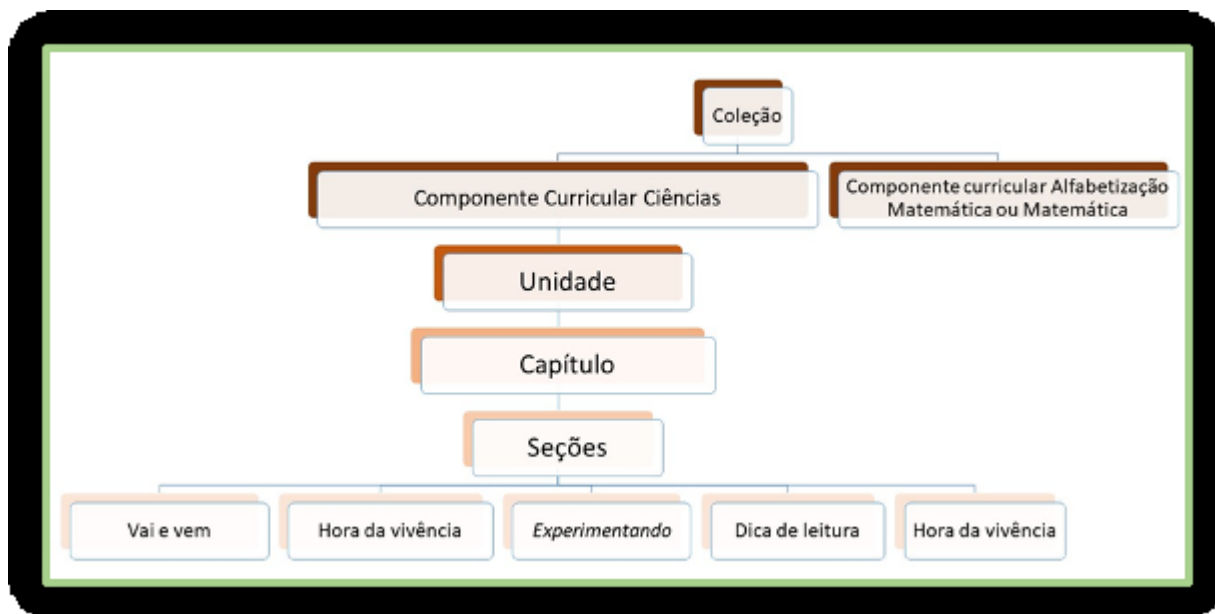 Coleção
Componente Curricular Ciências
Componente curricular Alfabetização
Matemática ou Matemática
Unidade
Capítulo
Seções
Vai e vem
Hora da vivência
Experimentando
Dica de leitura
Hora da vivência